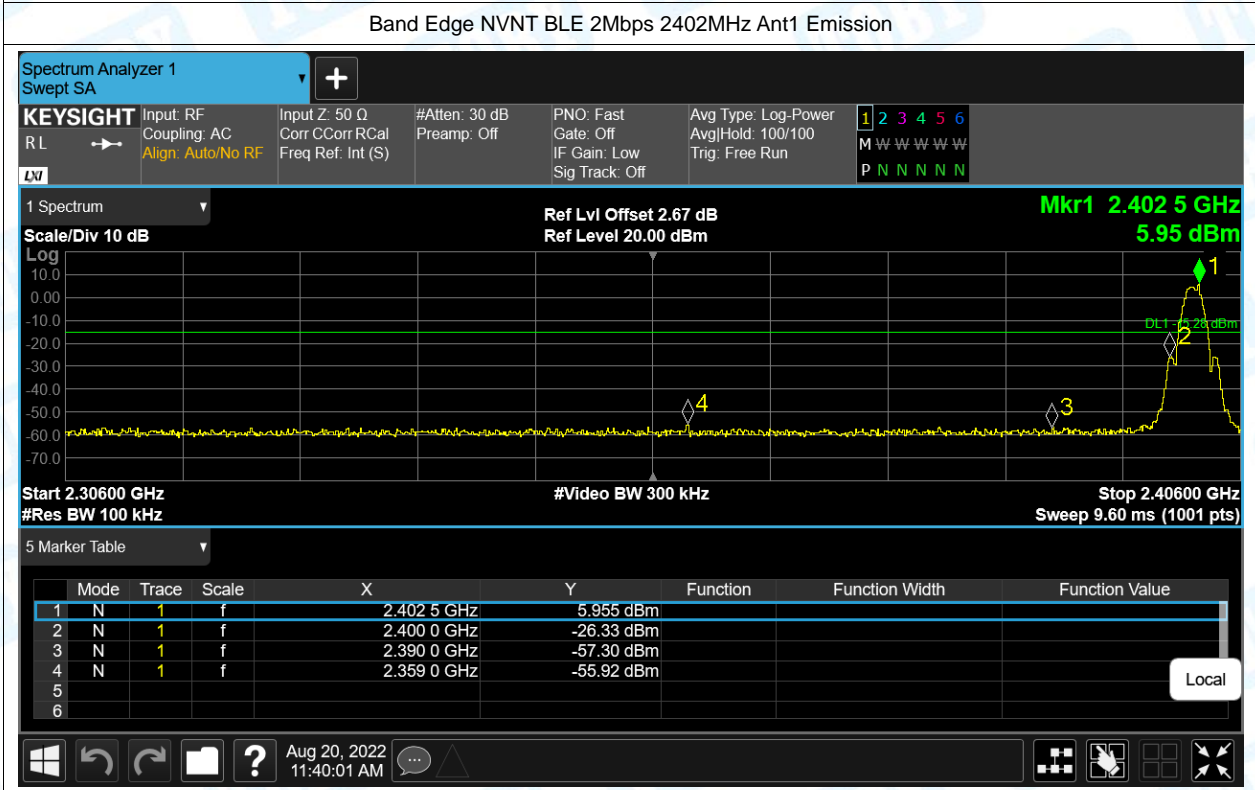 Band Edge NVNT BLE 2Mbps 2402MHz Ant1 Emission
Spectrum Analyzer 1
Swept SA
KEYSIGHT Input: RF Input Z: 50 Ω #Atten: 30 dB PNO: Fast Avg Type: Log-Power 1 2 3 4 5 6
R L Coupling: AC Corr CCorr RCal Preamp: Off Gate: Off Avg|Hold: 100/100 M W W W W W
Align: Auto/No RF Freq Ref: Int (S) IF Gain: Low Trig: Free Run
LXI Sig Track: Off P N N N N N
1 Spectrum Ref Lvl Offset 2.67 dB Mkr1 2.402 5 GHz
Scale/Div 10 dB Ref Level 20.00 dBm 5.95 dBm
Log
10.0 1
0.00
-10.0
DL1 -15.28 dBm
-20.0 2
-30.0
-40.0
-50.0 4 3
-60.0
-70.0
Start 2.30600 GHz #Video BW 300 kHz Stop 2.40600 GHz
#Res BW 100 kHz Sweep 9.60 ms (1001 pts)
5 Marker Table
Mode Trace Scale X Y Function Function Width Function Value
1 N 1 f 2.402 5 GHz 5.955 dBm
2 N 1 f 2.400 0 GHz -26.33 dBm
3 N 1 f 2.390 0 GHz -57.30 dBm
4 N 1 f 2.359 0 GHz -55.92 dBm
Local
5
6
? Aug 20, 2022
11:40:01 AM